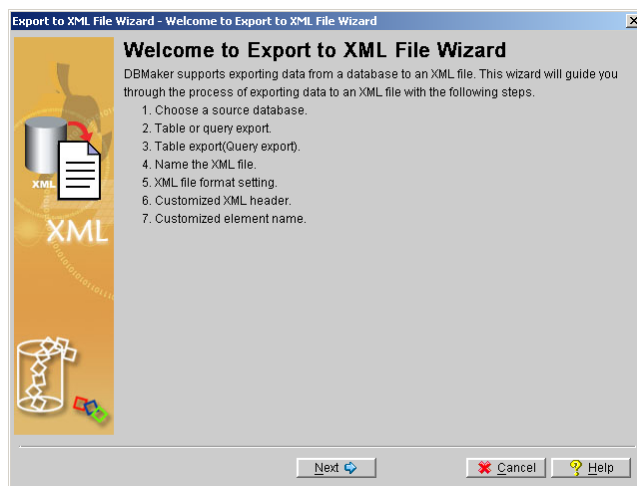 Export to XML File Wizard - Welcome to Export to XML File Wizard
Welcome to Export to XML File Wizard
DBMaker supports exporting data from a database to an XML file. This wizard will guide you
through the process of exporting data to an XML file with the following steps.
1. Choose a source database.
2. Table or query export.
3. Table export(Query export).
4. Name the XML file.
5. XML file format setting.
6. Customized XML header.
7. Customized element name.
XML
XML
Next
Cancel
Help